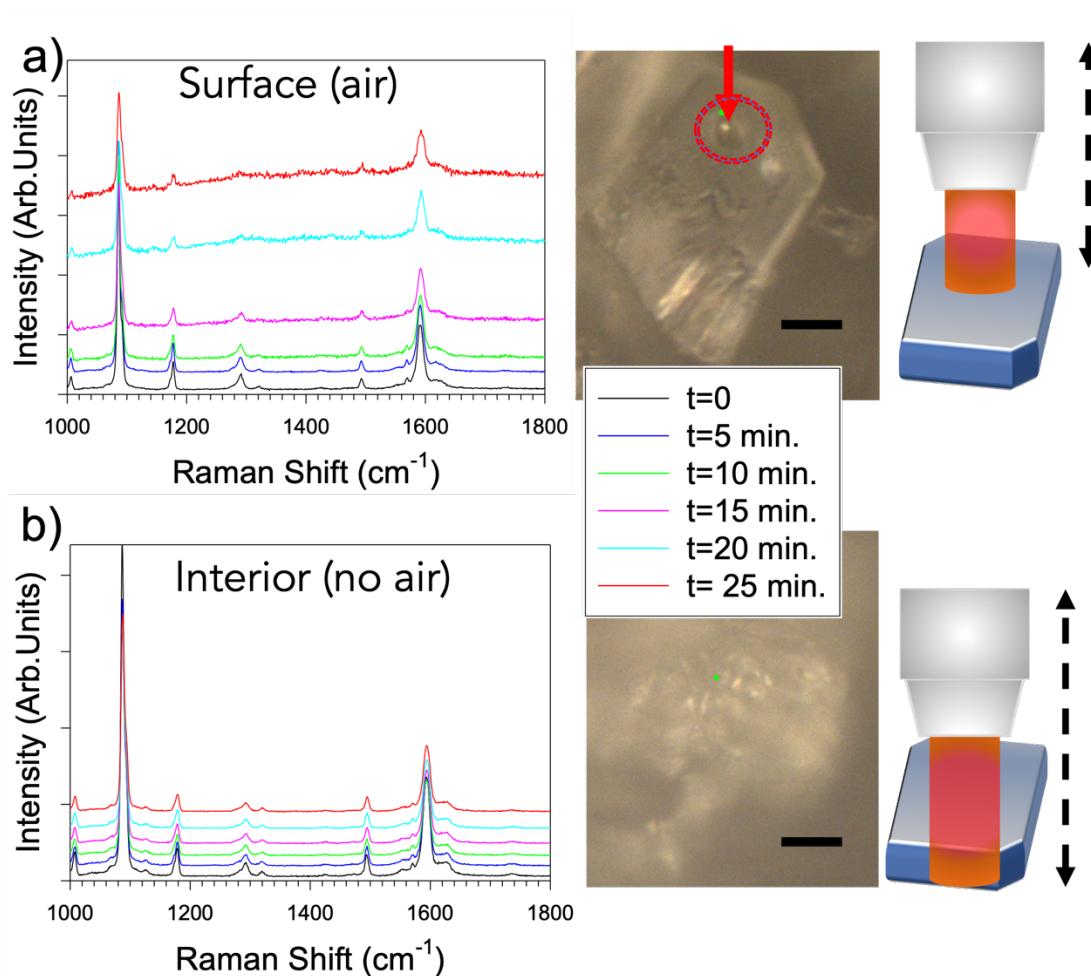 a)
Surface (air)
Intensity (Arb.Units)
1000 1200 1400 1600 1800
Raman Shift (cm⁻¹)
t=0
t=5 min.
t=10 min.
t=15 min.
t=20 min.
t= 25 min.
b)
Interior (no air)
Intensity (Arb.Units)
1000 1200 1400 1600 1800
Raman Shift (cm⁻¹)